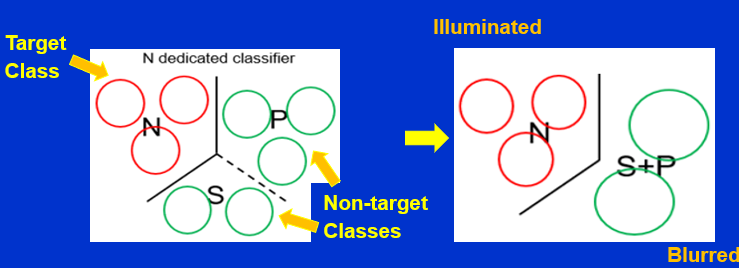 Illuminated
Target
Class
N dedicated classifier
N
P
S
Non-target
Classes
N
S+P
Blurred